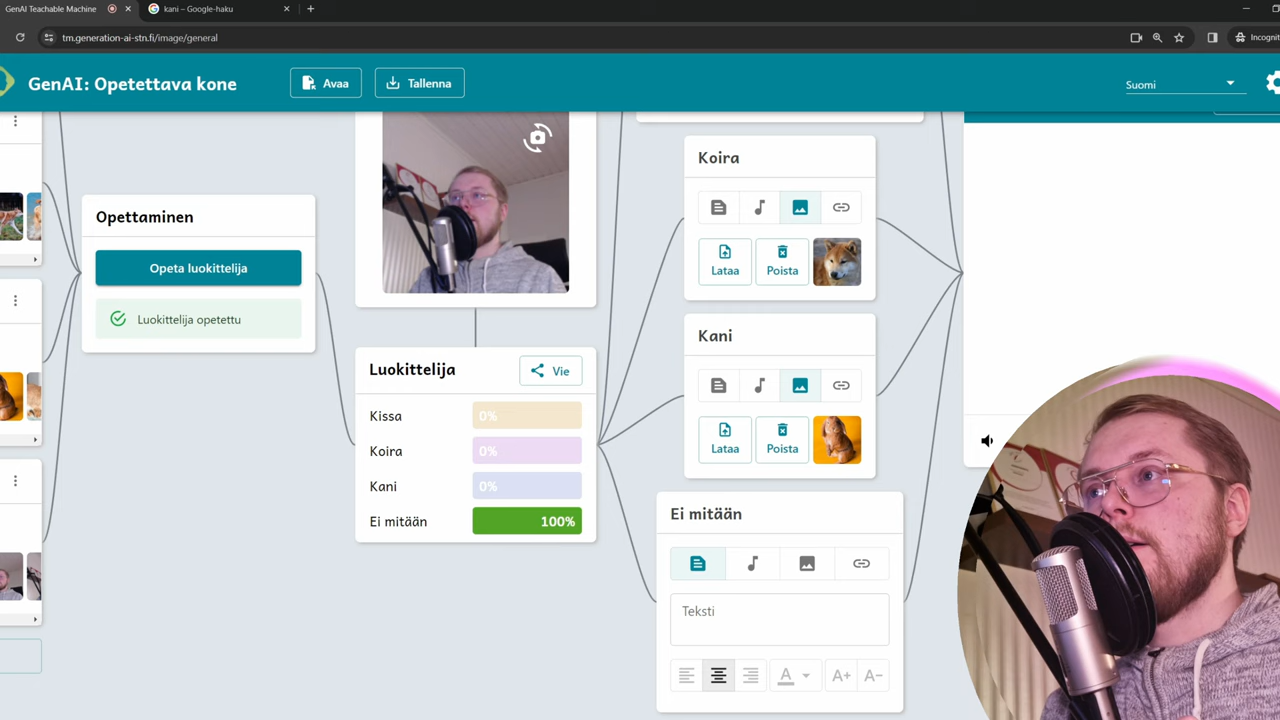 GenAI Teachable Machine
kani – Google-haku
tm.generation-ai-stn.fi/image/general
Incognit
GenAI: Opetettava kone
Avaa
Tallenna
Suomi
Opettaminen
Opeta luokittelija
Luokittelija opetettu
Luokittelija
Vie
Kissa
0%
Koira
0%
Kani
0%
Ei mitään
100%
Koira
Lataa
Poista
Kani
Lataa
Poista
Ei mitään
Teksti
A
A+
A−